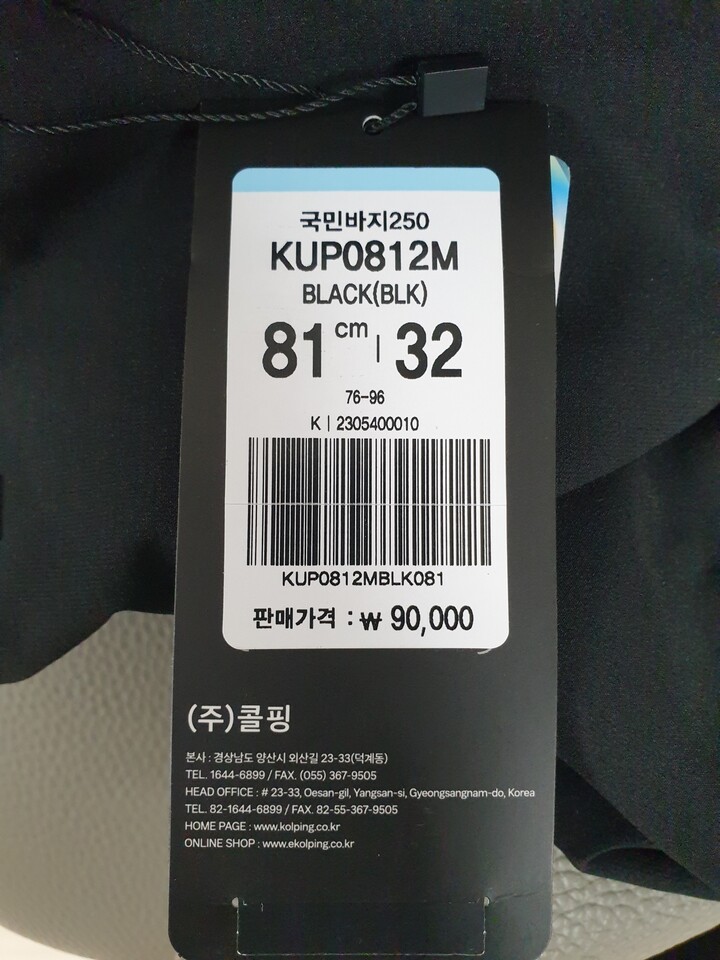 국민바지250
KUP0812M
BLACK(BLK)
81 cm | 32
76-96
K | 2305400010
KUP0812MBLK081
판매가격 : ₩ 90,000
(주)콜핑
본사 : 경상남도 양산시 외산길 23-33(덕계동)
TEL. 1644-6899 / FAX. (055) 367-9505
HEAD OFFICE : # 23-33, Oesan-gil, Yangsan-si, Gyeongsangnam-do, Korea
TEL. 82-1644-6899 / FAX. 82-55-367-9505
HOME PAGE : www.kolping.co.kr
ONLINE SHOP : www.ekolping.co.kr